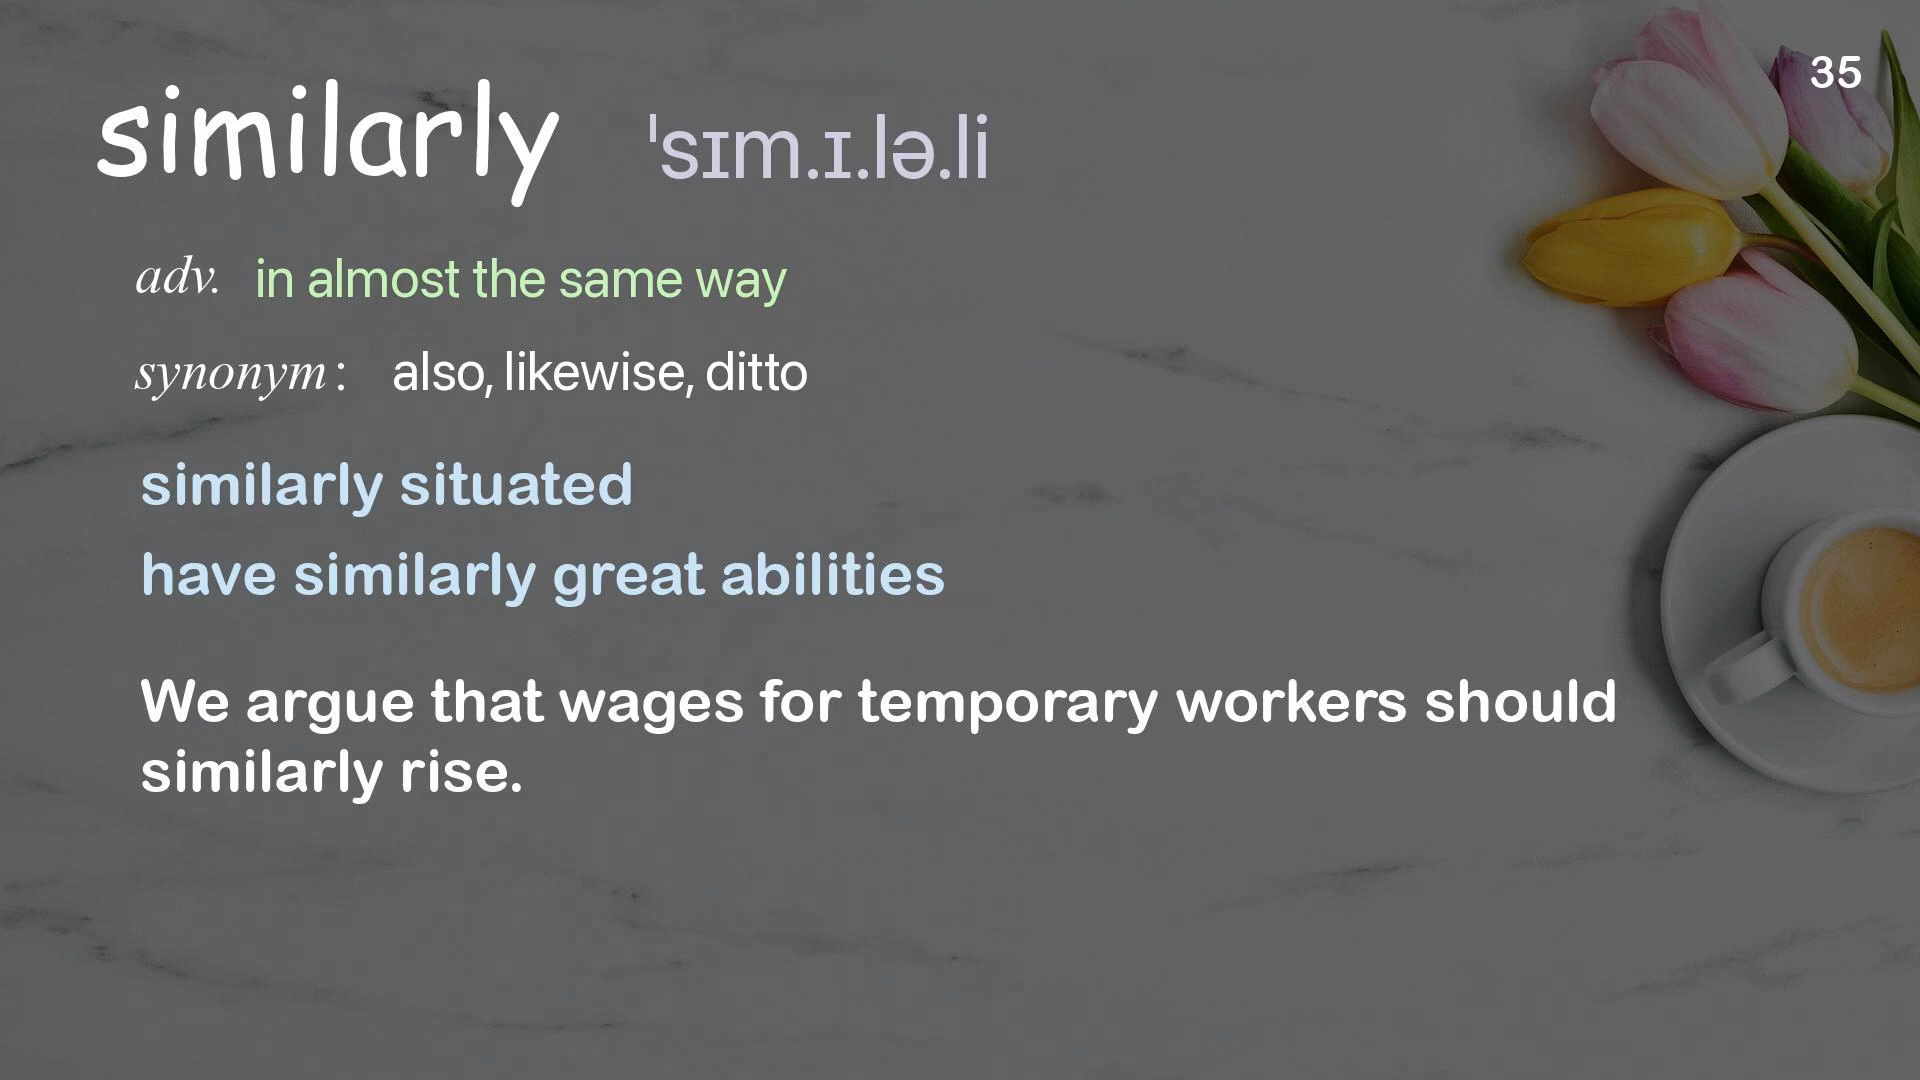 35
similarly ˈsɪm.ɪ.lə.li
adv. in almost the same way
synonym: also, likewise, ditto
similarly situated
have similarly great abilities
We argue that wages for temporary workers should
similarly rise.